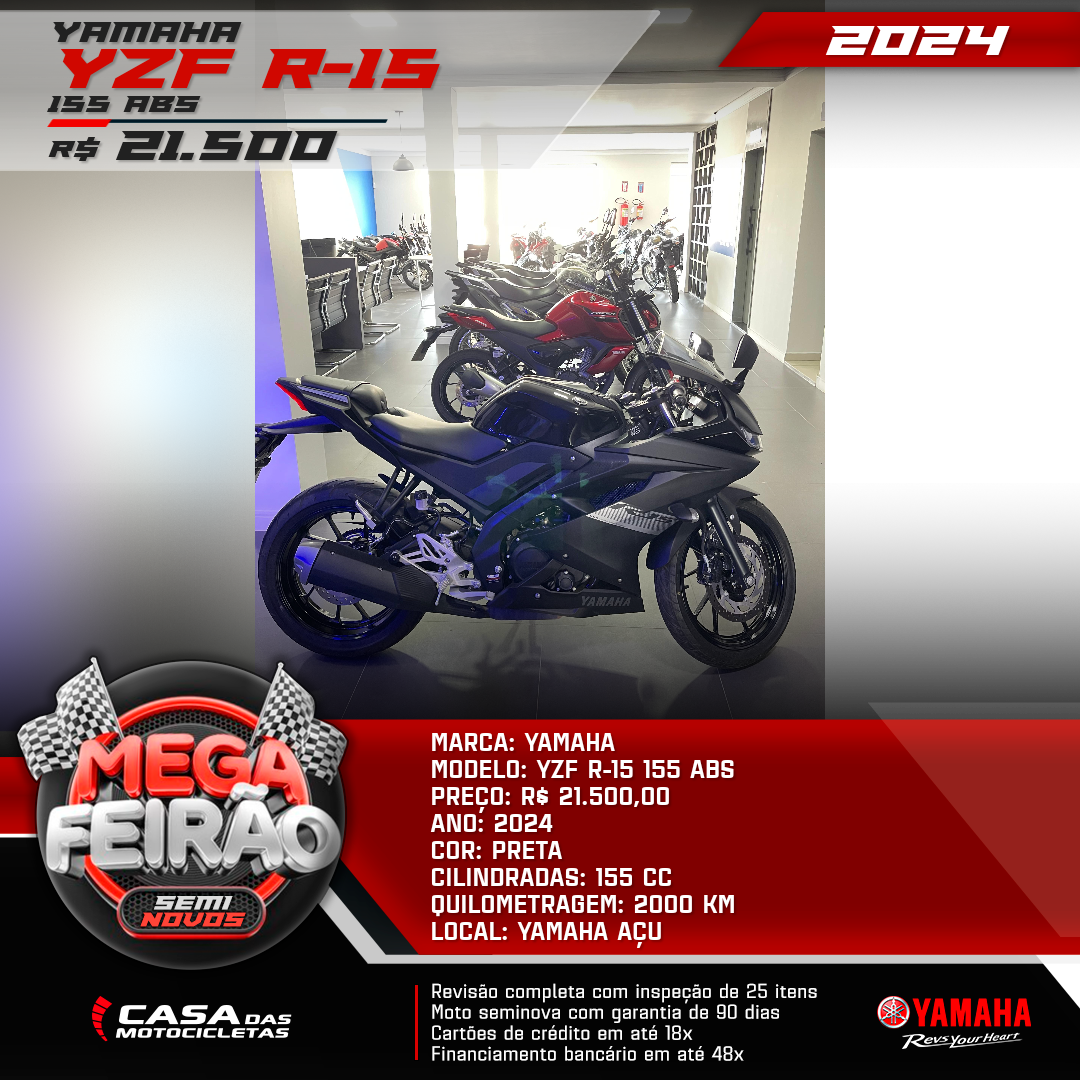 YAMAHA
YZF R-15
155 ABS
R$ 21.500
2024
YAMAHA
MEGA
FEIRÃO
SEMI
NOVOS
MARCA: YAMAHA
MODELO: YZF R-15 155 ABS
PREÇO: R$ 21.500,00
ANO: 2024
COR: PRETA
CILINDRADAS: 155 CC
QUILOMETRAGEM: 2000 KM
LOCAL: YAMAHA AÇU
CASA DAS
MOTOCICLETAS
Revisão completa com inspeção de 25 itens
Moto seminova com garantia de 90 dias
Cartões de crédito em até 18x
Financiamento bancário em até 48x
YAMAHA
Revs Your Heart